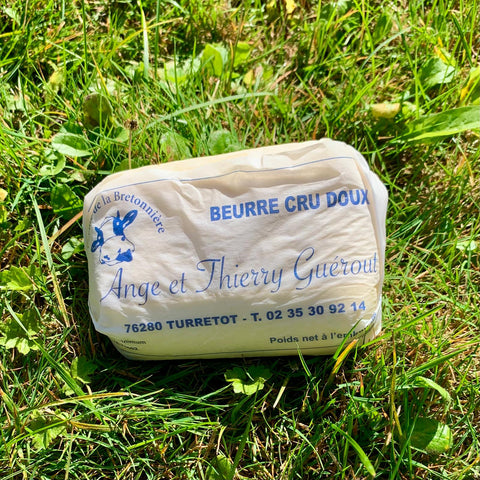 de la Bretonnière
BEURRE CRU DOUX
Ange et Thierry Guérout
76280 TURRETOT - T. 02 35 30 92 14
Poids net à l'em